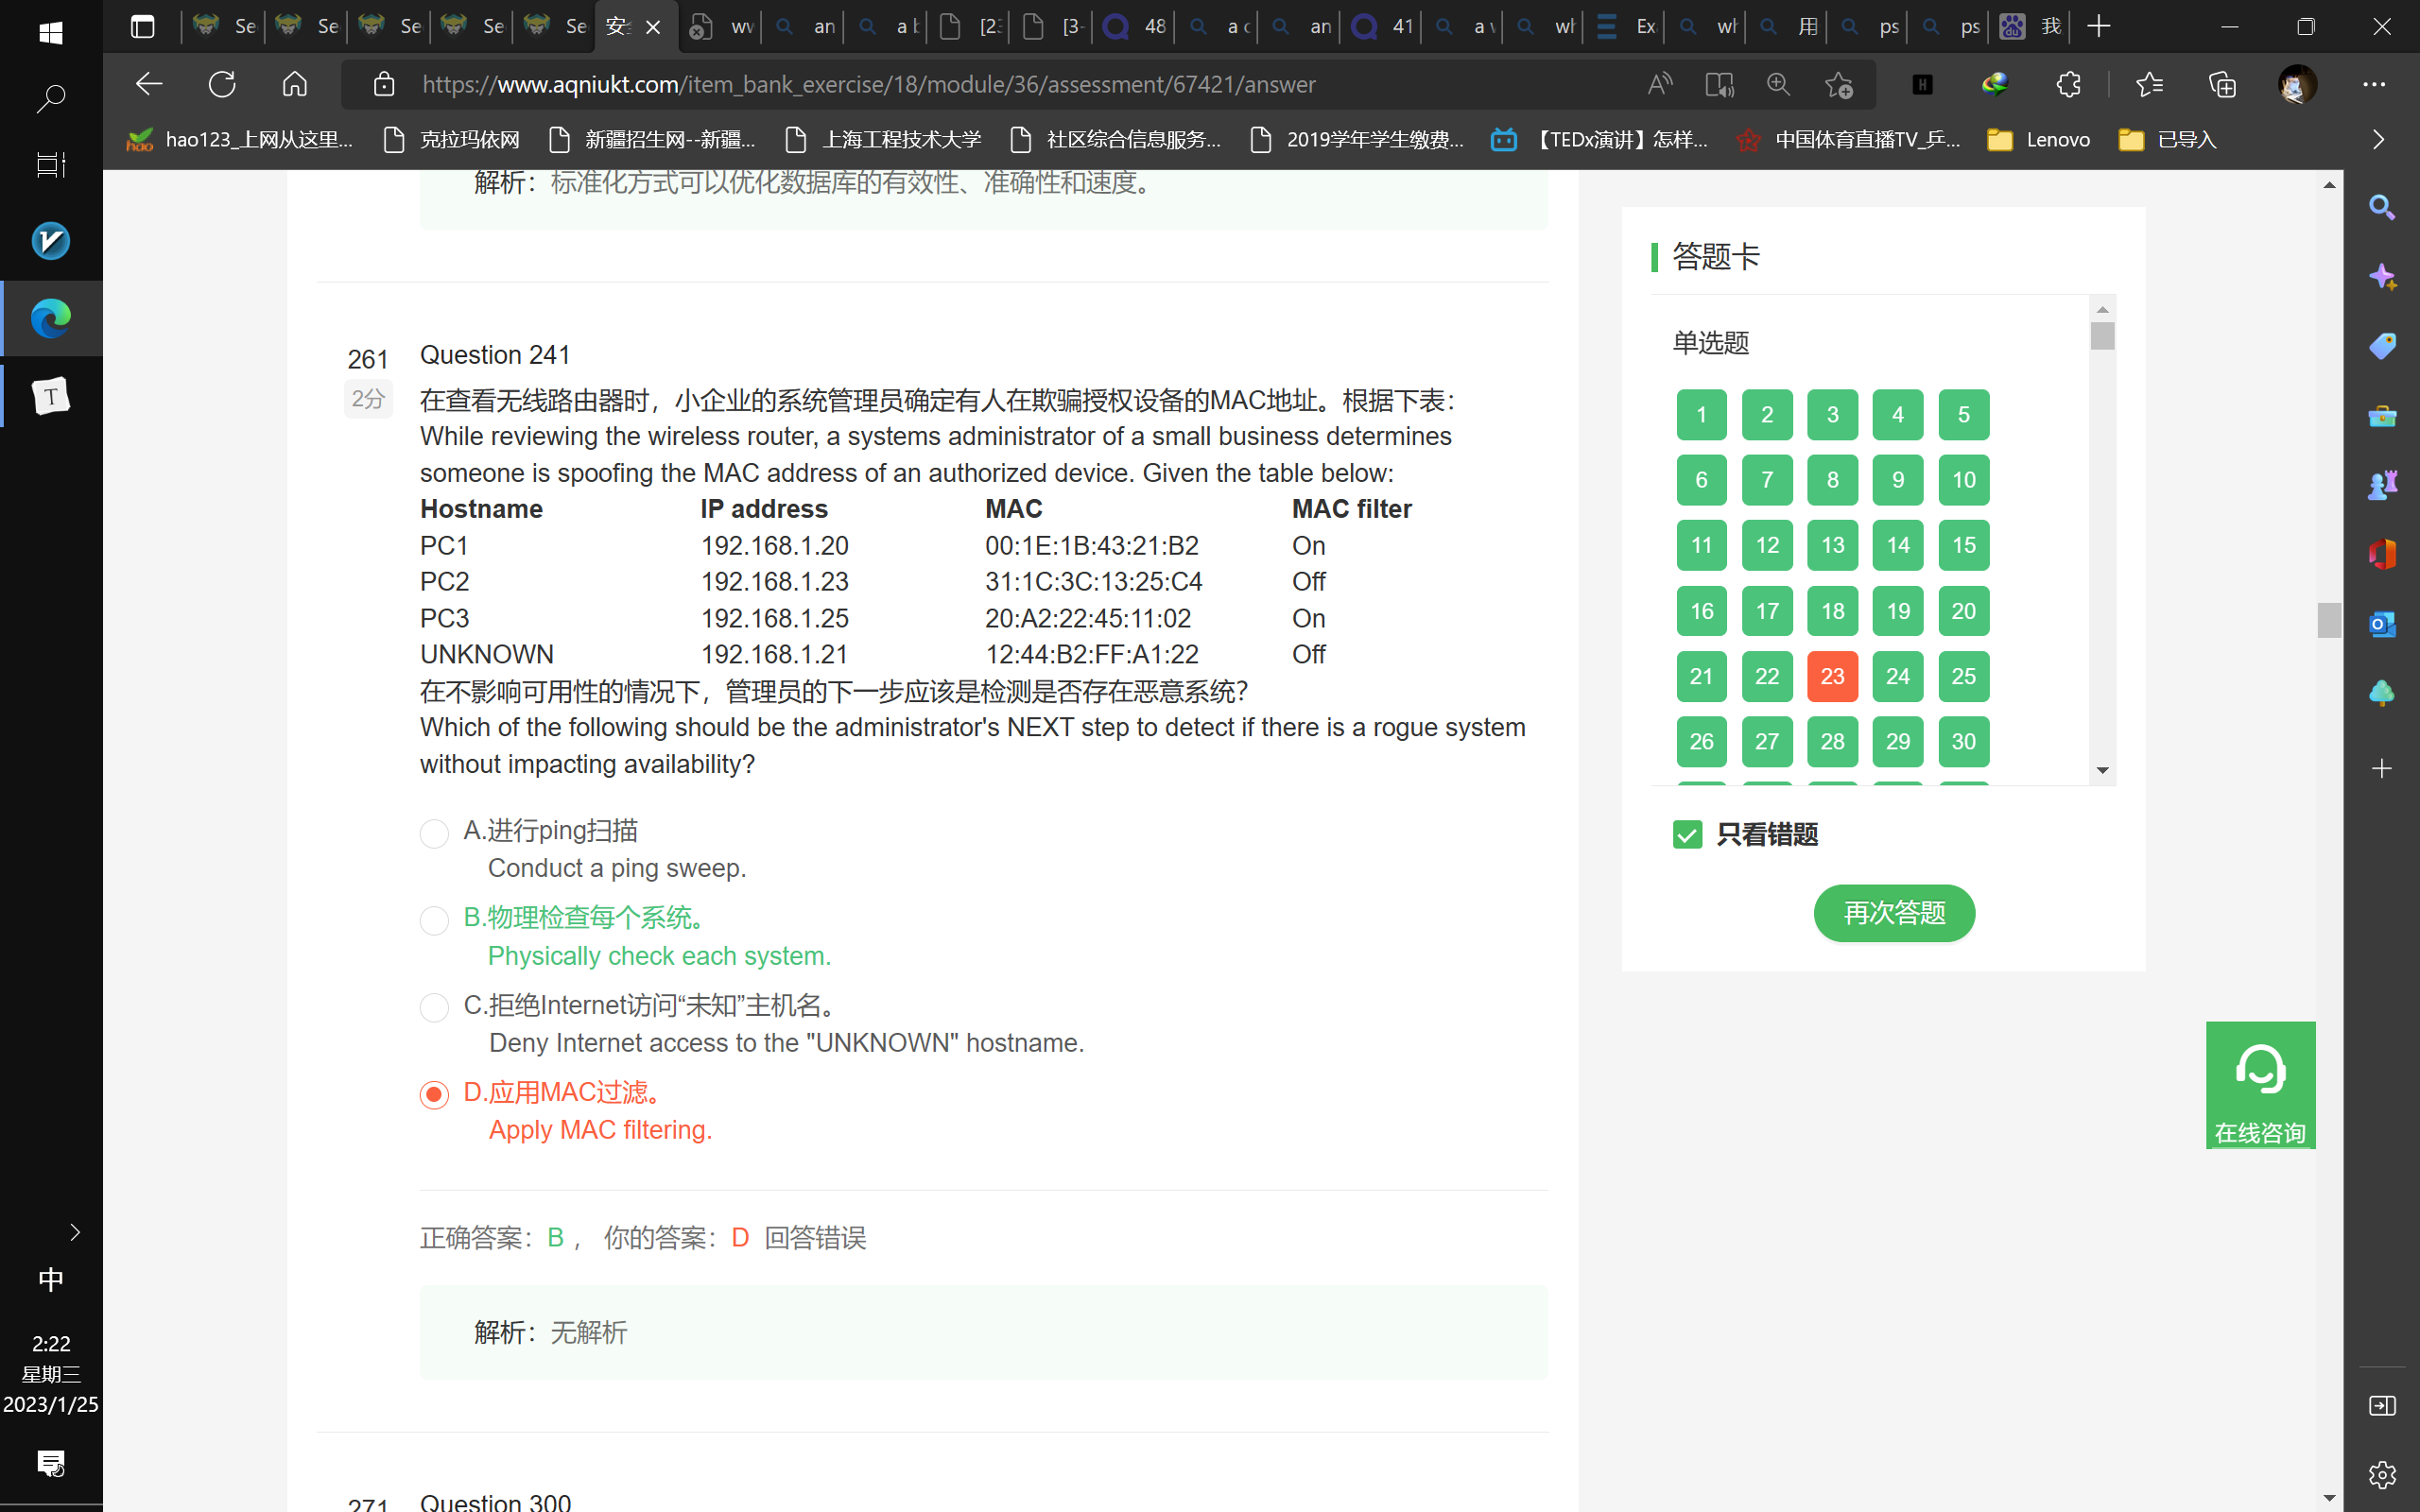 Se
Se
Se
Se
Se
安
wv
an
a b
[2
[3-
48
a c
an
41
a v
wh
Ex
wh
用
ps
ps
我
https://www.aqniukt.com/item_bank_exercise/18/module/36/assessment/67421/answer
hao123_上网从这里...
克拉玛依网
新疆招生网--新疆...
上海工程技术大学
社区综合信息服务...
2019学年学生缴费...
【TEDx演讲】怎样...
中国体育直播TV_乒...
Lenovo
已导入
解析：标准化方式可以优化数据库的有效性、准确性和速度。
261
2分
Question 241
在查看无线路由器时，小企业的系统管理员确定有人在欺骗授权设备的MAC地址。根据下表：
While reviewing the wireless router, a systems administrator of a small business determines
someone is spoofing the MAC address of an authorized device. Given the table below:
Hostname IP address MAC MAC filter
PC1 192.168.1.20 00:1E:1B:43:21:B2 On
PC2 192.168.1.23 31:1C:3C:13:25:C4 Off
PC3 192.168.1.25 20:A2:22:45:11:02 On
UNKNOWN 192.168.1.21 12:44:B2:FF:A1:22 Off
在不影响可用性的情况下，管理员的下一步应该是检测是否存在恶意系统？
Which of the following should be the administrator's NEXT step to detect if there is a rogue system
without impacting availability?
A.进行ping扫描
Conduct a ping sweep.
B.物理检查每个系统。
Physically check each system.
C.拒绝Internet访问“未知”主机名。
Deny Internet access to the "UNKNOWN" hostname.
D.应用MAC过滤。
Apply MAC filtering.
正确答案：B ， 你的答案：D 回答错误
解析：无解析
271
Question 300
答题卡
单选题
1 2 3 4 5
6 7 8 9 10
11 12 13 14 15
16 17 18 19 20
21 22 23 24 25
26 27 28 29 30
只看错题
再次答题
在线咨询
中
2:22
星期三
2023/1/25